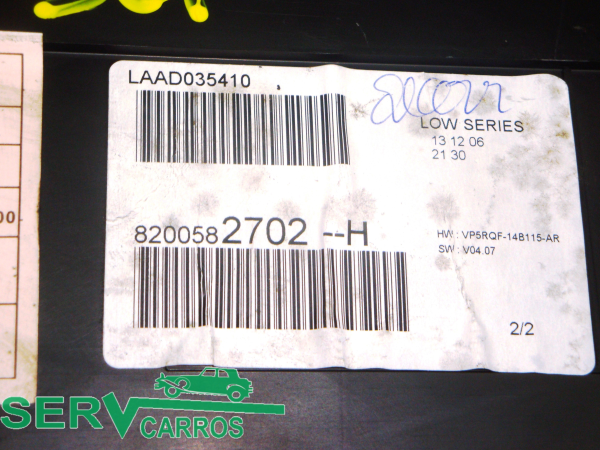 LAAD035410
LOW SERIES
13 12 06
21 30
8200582702 --H
HW : VP5RQF-14B115-AR
SW : V04.07
2/2
00
SERV
CARROS